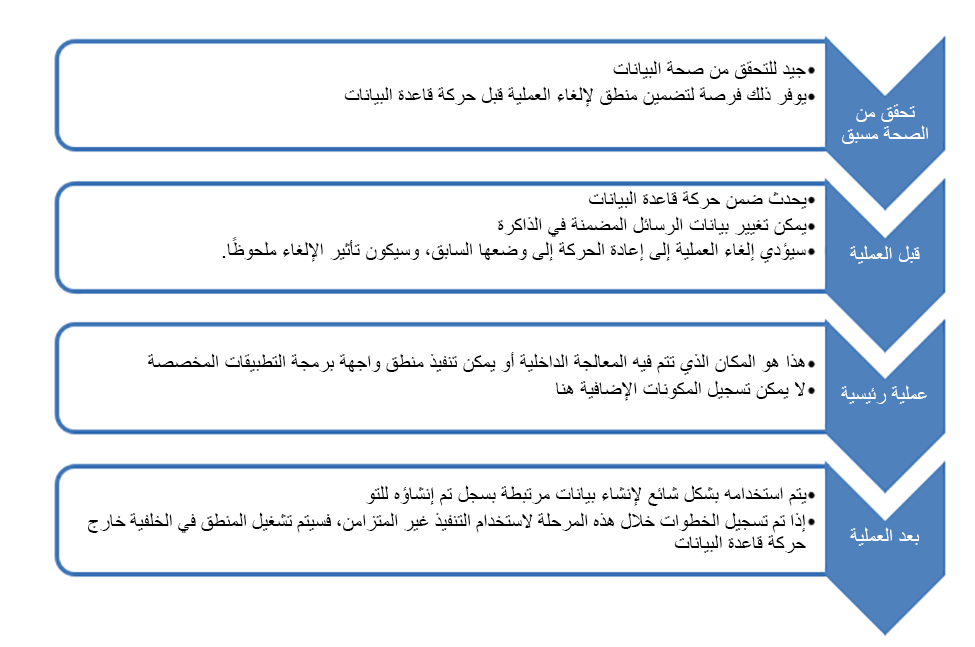 تحقق من
الصحة مسبق
•جيد للتحقق من صحة البيانات
•يوفر ذلك فرصة لتضمين منطق لإلغاء العملية قبل حركة قاعدة البيانات
قبل العملية
•يحدث ضمن حركة قاعدة البيانات
•يمكن تغيير بيانات الرسائل المضمنة في الذاكرة
•سيؤدي إلغاء العملية إلى إعادة الحركة إلى وضعها السابق، وسيكون تأثير الإلغاء ملحوظًا.
عملية رئيسية
•هذا هو المكان الذي تتم فيه المعالجة الداخلية أو يمكن تنفيذ منطق واجهة برمجة التطبيقات المخصصة
•لا يمكن تسجيل المكونات الإضافية هنا
بعد العملية
•يتم استخدامه بشكل شائع لإنشاء بيانات مرتبطة بسجل تم إنشاؤه للتو
•إذا تم تسجيل الخطوات خلال هذه المرحلة لاستخدام التنفيذ غير المتزامن، فسيتم تشغيل المنطق في الخلفية خارج
حركة قاعدة البيانات